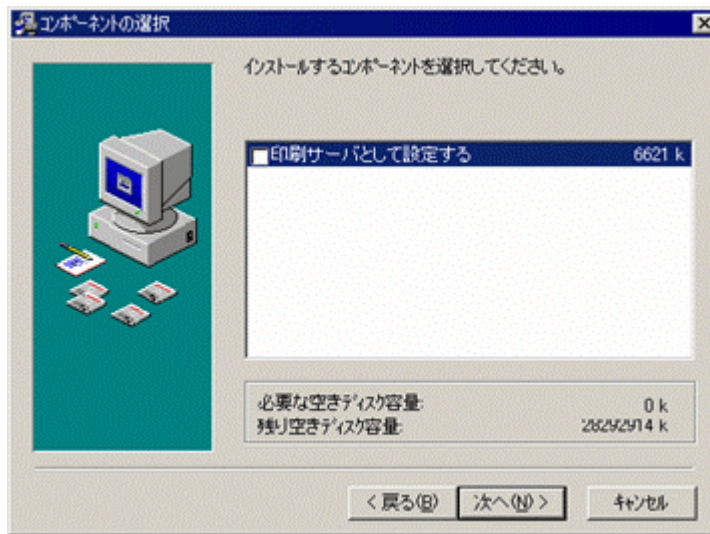 ｺﾝﾎﾟｰﾈﾝﾄの選択
ｲﾝｽﾄｰﾙするｺﾝﾎﾟｰﾈﾝﾄを選択してください。
印刷サーバとして設定する 6621 k
必要な空きﾃﾞｨｽｸ容量: 0 k
残り空きﾃﾞｨｽｸ容量: 28292914 k
< 戻る(B) 次へ(N) > ｷｬﾝｾﾙ